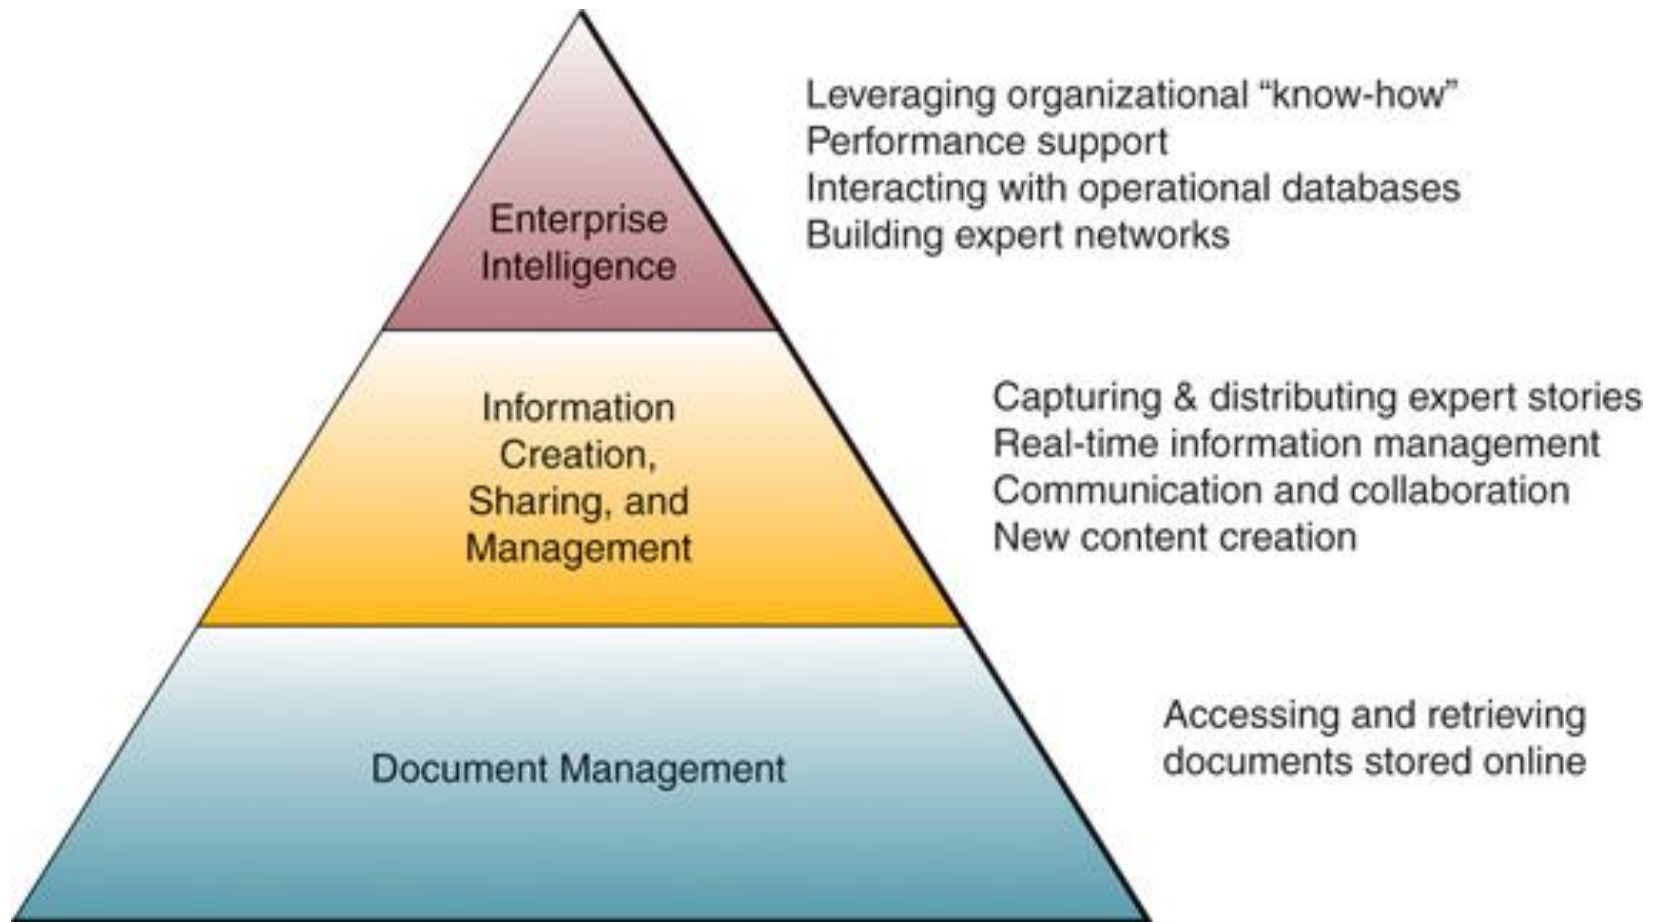 Enterprise
Intelligence
Leveraging organizational “know-how”
Performance support
Interacting with operational databases
Building expert networks
Information
Creation,
Sharing, and
Management
Capturing & distributing expert stories
Real-time information management
Communication and collaboration
New content creation
Document Management
Accessing and retrieving
documents stored online